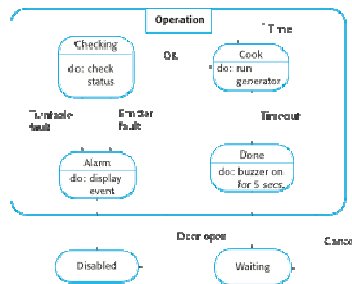 Operation
Time
Checking
OK
Cook
do: check
status
do: run
generator
Turntable
fault
Emitter
fault
Timeout
Alarm
do: display
event
Done
do: buzzer on
for 5 secs.
Door open
Disabled
Waiting